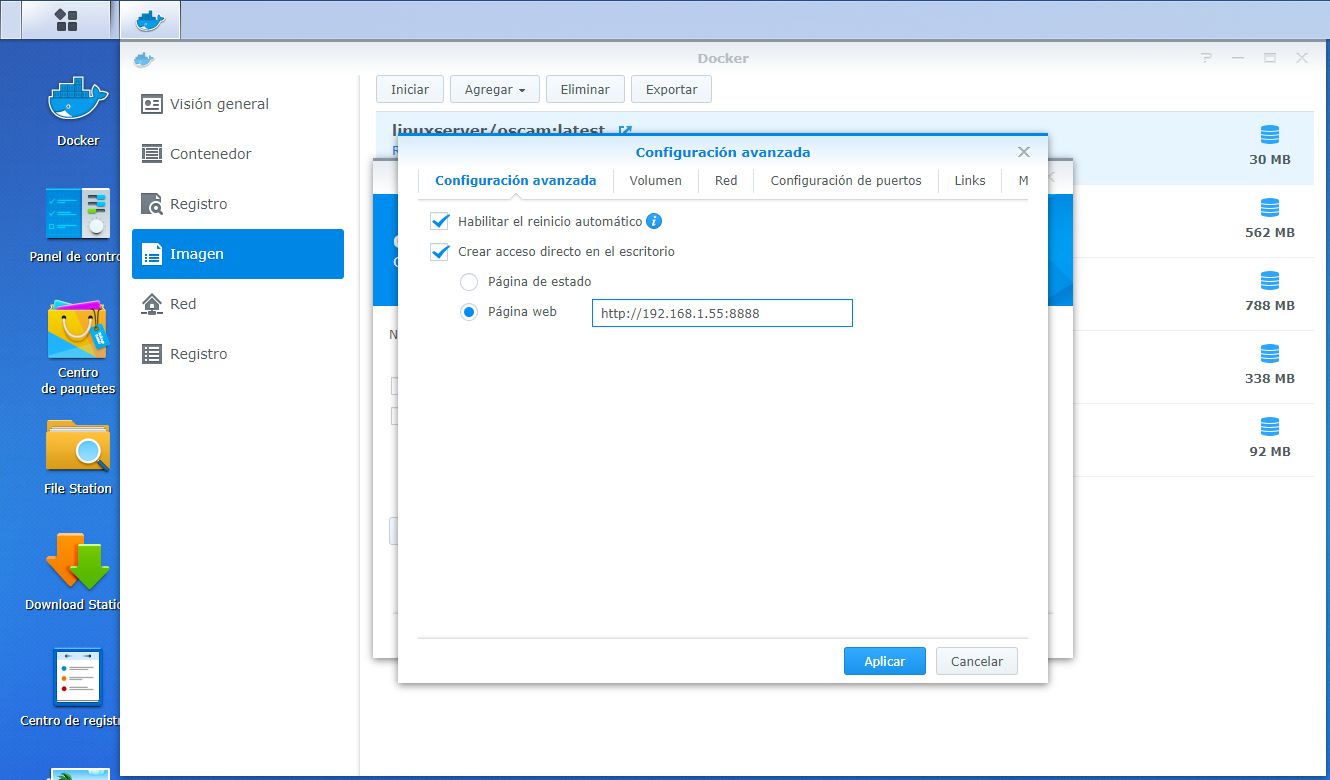 Docker
Docker
Panel de contro
Centro
de paquetes
File Station
Download Static
Centro de registr
Visión general
Contenedor
Registro
Imagen
Red
Registro
Iniciar
Agregar
Eliminar
Exportar
linuxserver/oscam:latest
30 MB
562 MB
788 MB
338 MB
92 MB
Configuración avanzada
Configuración avanzada
Volumen
Red
Configuración de puertos
Links
M
Habilitar el reinicio automático
Crear acceso directo en el escritorio
Página de estado
Página web
http://192.168.1.55:8888
Aplicar
Cancelar